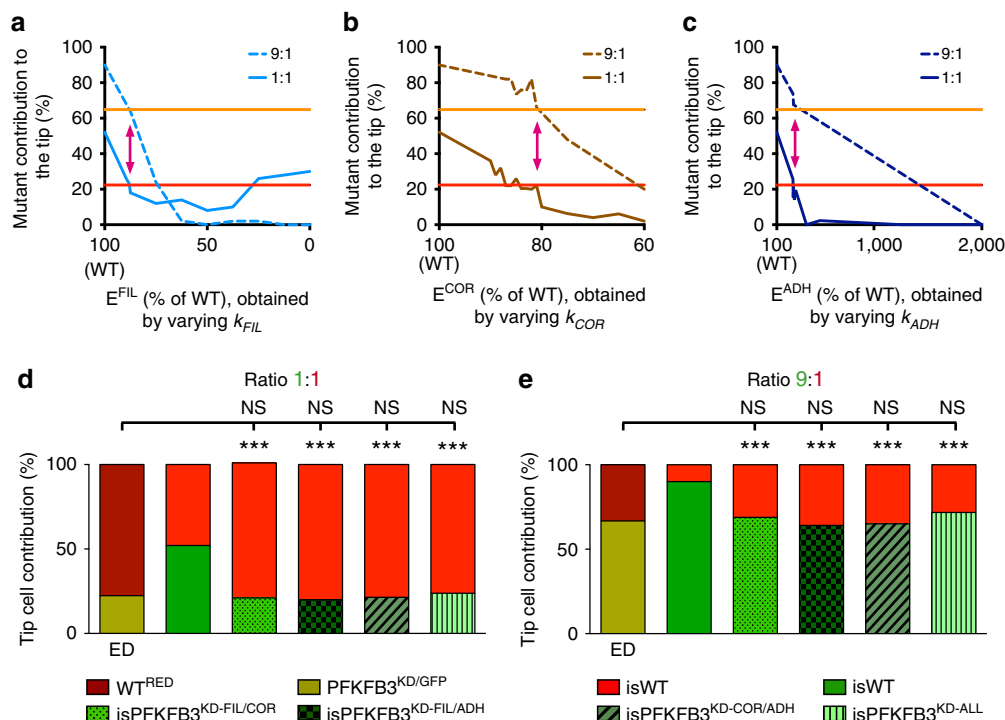 a
Mutant contribution to the tip (%)
100
80
60
40
20
0
9:1
1:1
100
(WT)
50
0
E^FIL (% of WT), obtained
by varying k_FIL
b
Mutant contribution to the tip (%)
100
80
60
40
20
0
9:1
1:1
100
(WT)
80
60
E^COR (% of WT), obtained
by varying k_COR
c
Mutant contribution to the tip (%)
100
80
60
40
20
0
9:1
1:1
100
(WT)
1,000
2,000
E^ADH (% of WT), obtained
by varying k_ADH
d
Ratio 1:1
NS NS NS NS
*** *** *** ***
Tip cell contribution (%)
100
50
0
ED
e
Ratio 9:1
NS NS NS NS
*** *** *** ***
Tip cell contribution (%)
100
50
0
ED
WT^RED PFKFB3^KD/GFP isWT isWT
isPFKFB3^KD-FIL/COR isPFKFB3^KD-FIL/ADH isPFKFB3^KD-COR/ADH isPFKFB3^KD-ALL